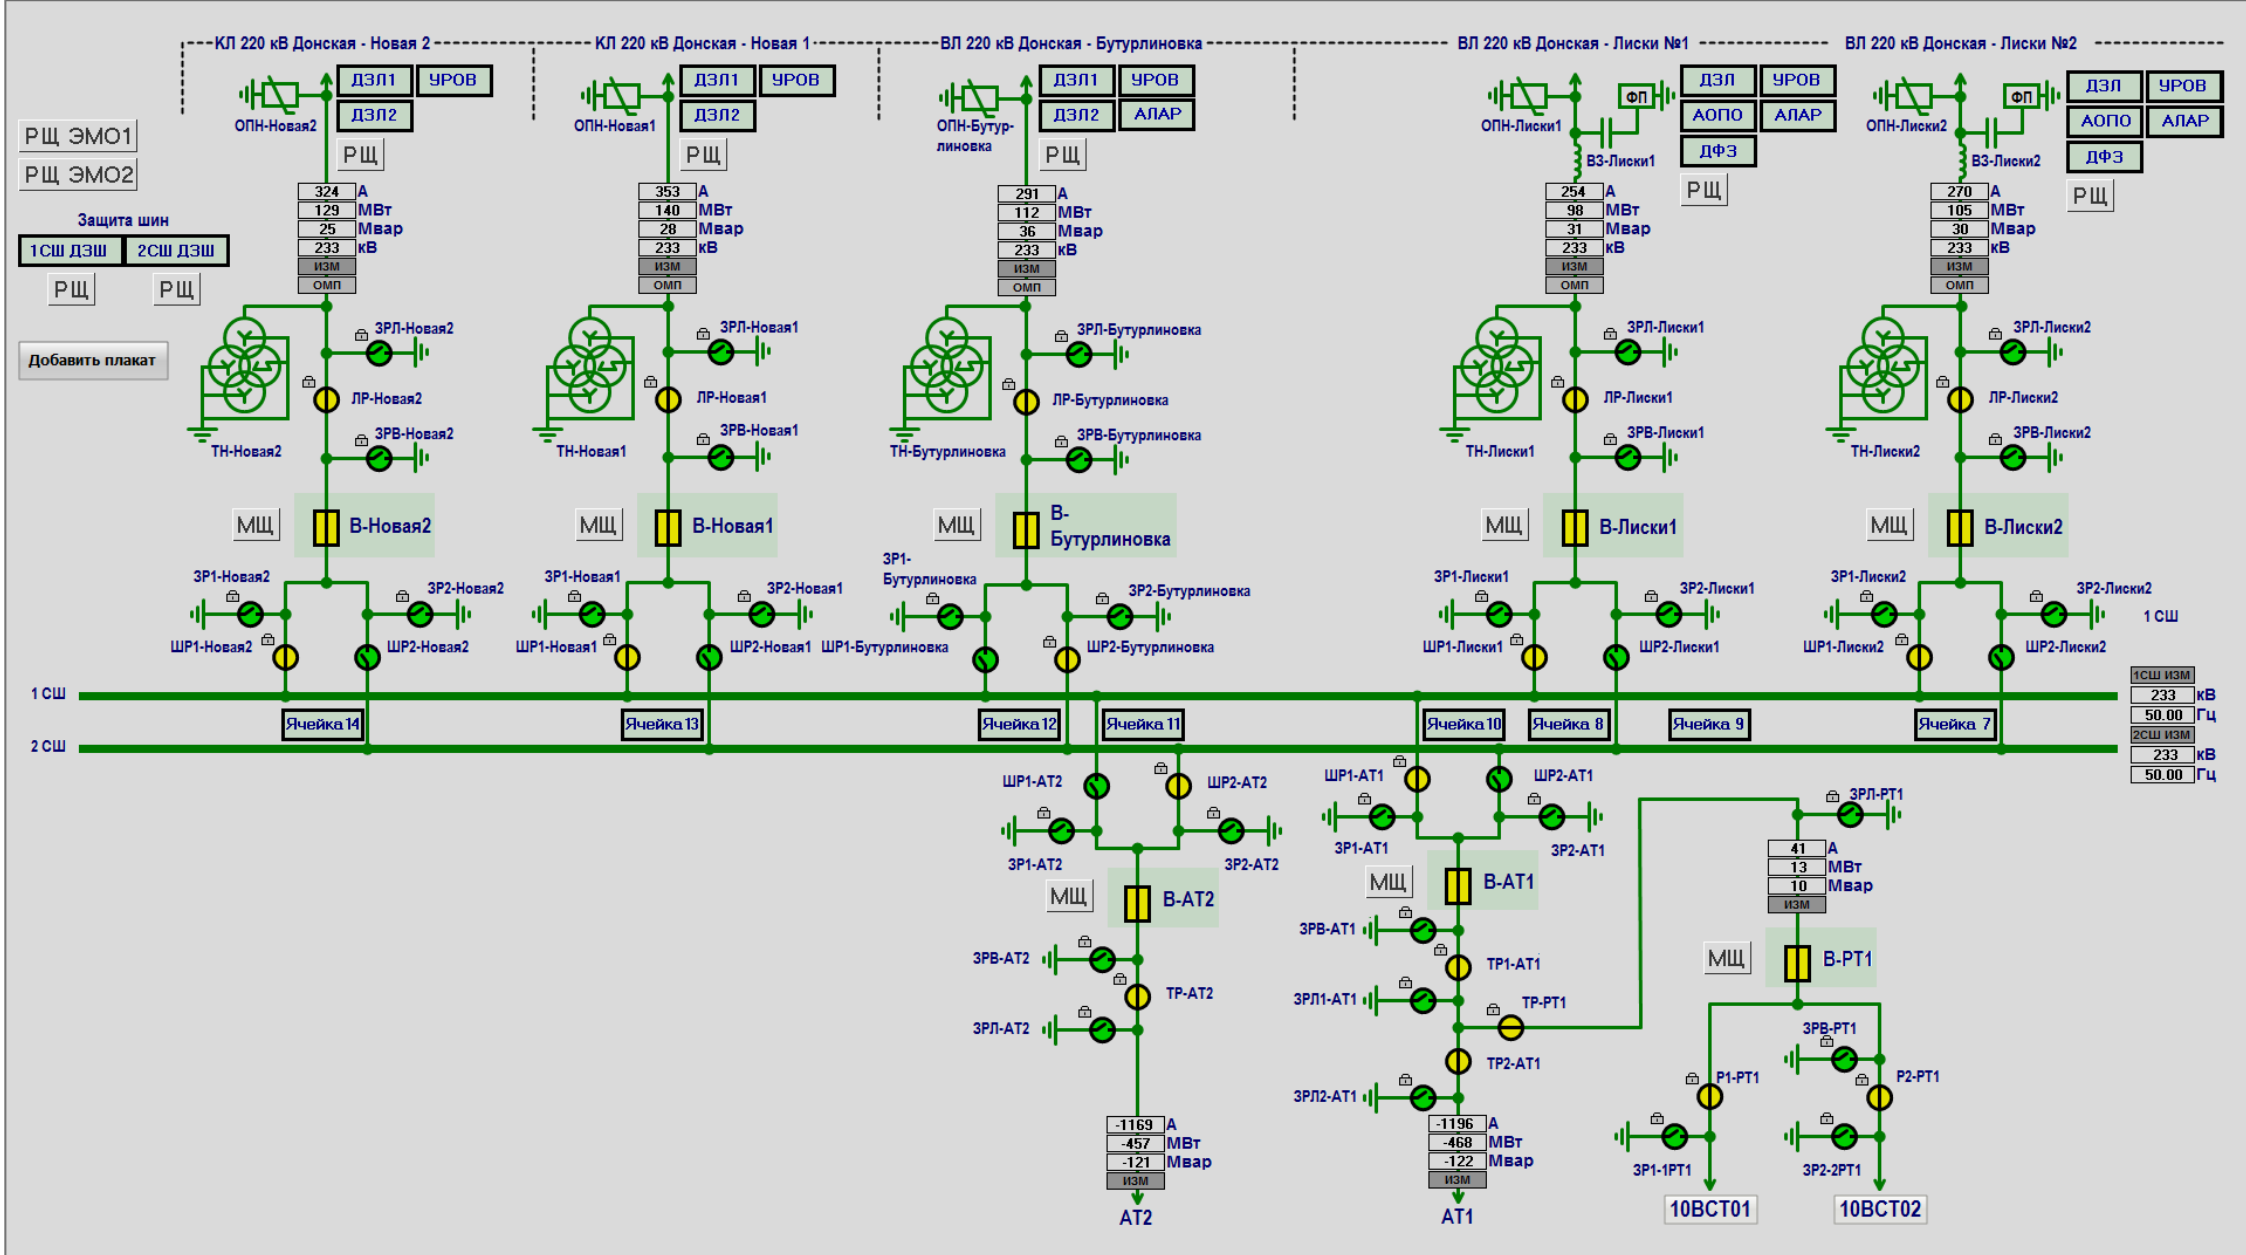 КЛ 220 кВ Донская - Новая 2
КЛ 220 кВ Донская - Новая 1
ВЛ 220 кВ Донская - Бутурлиновка
ВЛ 220 кВ Донская - Лиски №1
ВЛ 220 кВ Донская - Лиски №2
РЩ ЭМО1
РЩ ЭМО2
Защита шин
1СШ ДЗШ
2СШ ДЗШ
РЩ
РЩ
Добавить плакат
ДЗЛ1
УРОВ
ДЗЛ2
ОПН-Новая2
РЩ
324 А
129 МВт
25 Мвар
233 кВ
ИЗМ
ОМП
ЗРЛ-Новая2
ЛР-Новая2
ЗРВ-Новая2
ТН-Новая2
МЩ
В-Новая2
ЗР1-Новая2
ЗР2-Новая2
ШР1-Новая2
ШР2-Новая2
ДЗЛ1
УРОВ
ДЗЛ2
ОПН-Новая1
РЩ
353 А
140 МВт
28 Мвар
233 кВ
ИЗМ
ОМП
ЗРЛ-Новая1
ЛР-Новая1
ЗРВ-Новая1
ТН-Новая1
МЩ
В-Новая1
ЗР1-Новая1
ЗР2-Новая1
ШР1-Новая1
ШР2-Новая1
ДЗЛ1
УРОВ
ДЗЛ2
АЛАР
ОПН-Бутур-
линовка
РЩ
291 А
112 МВт
36 Мвар
233 кВ
ИЗМ
ОМП
ЗРЛ-Бутурлиновка
ЛР-Бутурлиновка
ЗРВ-Бутурлиновка
ТН-Бутурлиновка
МЩ
В-
Бутурлиновка
ЗР1-
Бутурлиновка
ЗР2-Бутурлиновка
ШР1-Бутурлиновка
ШР2-Бутурлиновка
ФП
ДЗЛ
УРОВ
АОПО
АЛАР
ДФЗ
ОПН-Лиски1
ВЗ-Лиски1
РЩ
254 А
98 МВт
31 Мвар
233 кВ
ИЗМ
ОМП
ЗРЛ-Лиски1
ЛР-Лиски1
ЗРВ-Лиски1
ТН-Лиски1
МЩ
В-Лиски1
ЗР1-Лиски1
ЗР2-Лиски1
ШР1-Лиски1
ШР2-Лиски1
ФП
ДЗЛ
УРОВ
АОПО
АЛАР
ДФЗ
ОПН-Лиски2
ВЗ-Лиски2
РЩ
270 А
105 МВт
30 Мвар
233 кВ
ИЗМ
ОМП
ЗРЛ-Лиски2
ЛР-Лиски2
ЗРВ-Лиски2
ТН-Лиски2
МЩ
В-Лиски2
ЗР1-Лиски2
ЗР2-Лиски2
ШР1-Лиски2
ШР2-Лиски2
1 СШ
1 СШ
2 СШ
Ячейка 14
Ячейка 13
Ячейка 12
Ячейка 11
Ячейка 10
Ячейка 8
Ячейка 9
Ячейка 7
1СШ ИЗМ
233 кВ
50.00 Гц
2СШ ИЗМ
233 кВ
50.00 Гц
ШР1-АТ2
ШР2-АТ2
ЗР1-АТ2
ЗР2-АТ2
МЩ
В-АТ2
ЗРВ-АТ2
ТР-АТ2
ЗРЛ-АТ2
-1169 А
-457 МВт
-121 Мвар
ИЗМ
АТ2
ШР1-АТ1
ШР2-АТ1
ЗР1-АТ1
ЗР2-АТ1
МЩ
В-АТ1
ЗРВ-АТ1
ТР1-АТ1
ЗРЛ1-АТ1
ТР-РТ1
ТР2-АТ1
ЗРЛ2-АТ1
-1196 А
-468 МВт
-122 Мвар
ИЗМ
АТ1
ЗРЛ-РТ1
41 А
13 МВт
10 Мвар
ИЗМ
МЩ
В-РТ1
ЗРВ-РТ1
Р1-РТ1
Р2-РТ1
ЗР1-1РТ1
ЗР2-2РТ1
10ВСТ01
10ВСТ02